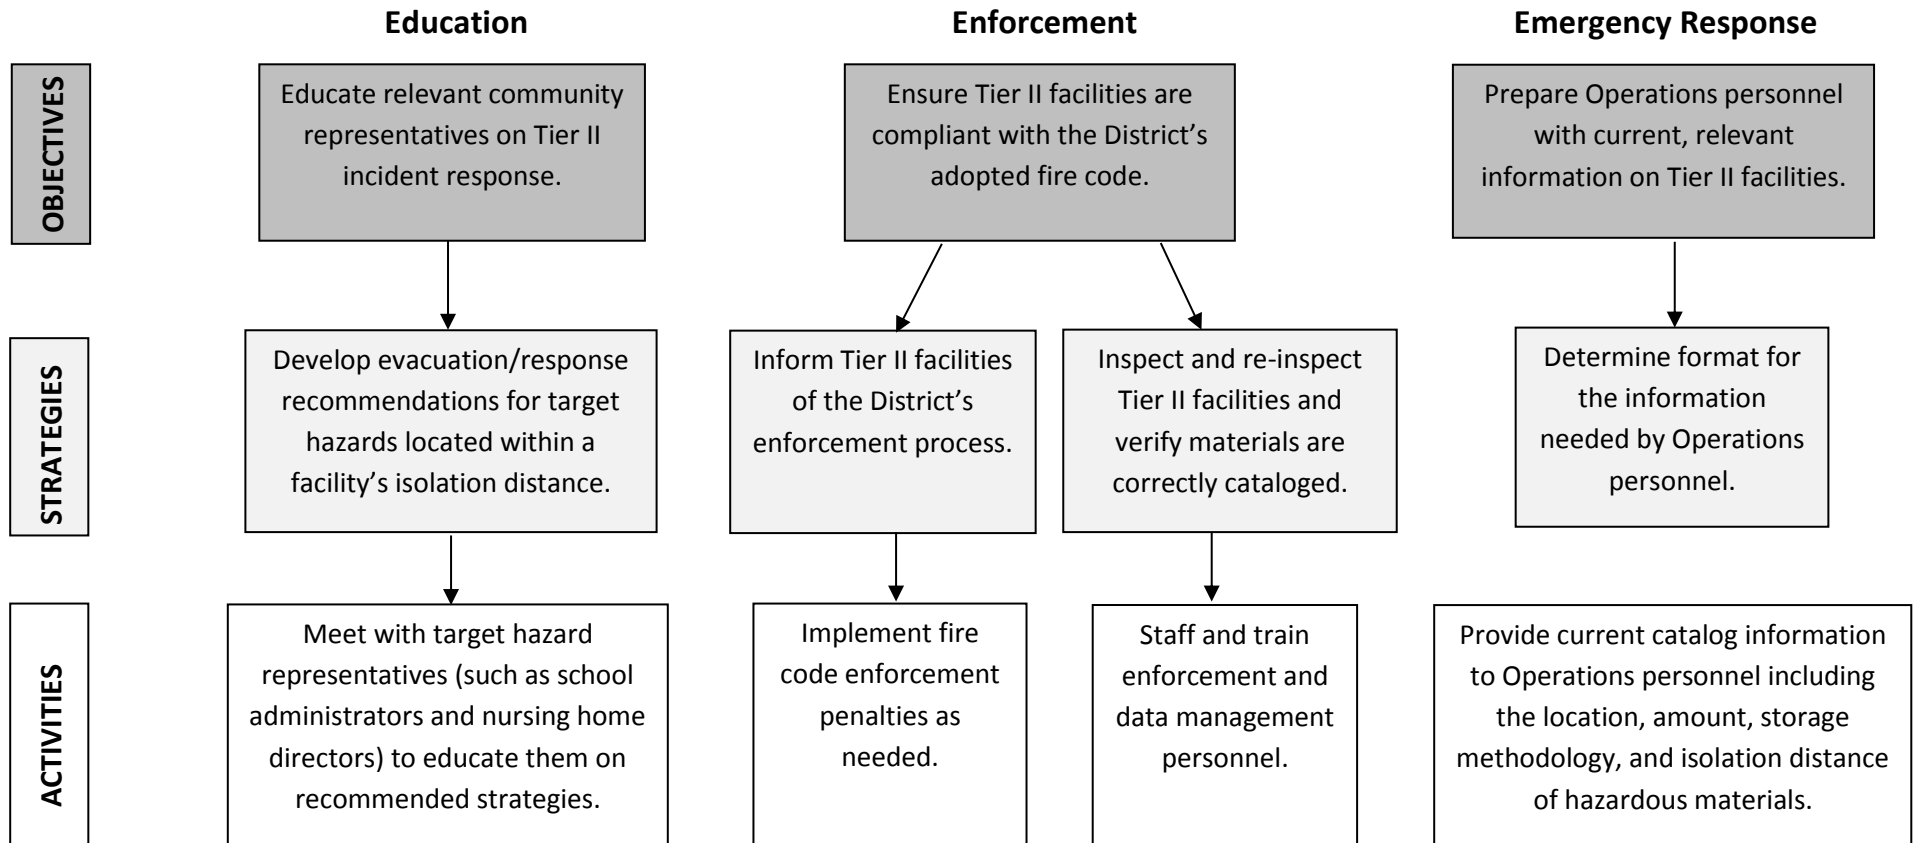 Education
Enforcement
Emergency Response
OBJECTIVES
Educate relevant community
representatives on Tier II
incident response.
Ensure Tier II facilities are
compliant with the District’s
adopted fire code.
Prepare Operations personnel
with current, relevant
information on Tier II facilities.
STRATEGIES
Develop evacuation/response
recommendations for target
hazards located within a
facility’s isolation distance.
Inform Tier II facilities
of the District’s
enforcement process.
Inspect and re-inspect
Tier II facilities and
verify materials are
correctly cataloged.
Determine format for
the information
needed by Operations
personnel.
ACTIVITIES
Meet with target hazard
representatives (such as school
administrators and nursing home
directors) to educate them on
recommended strategies.
Implement fire
code enforcement
penalties as
needed.
Staff and train
enforcement and
data management
personnel.
Provide current catalog information
to Operations personnel including
the location, amount, storage
methodology, and isolation distance
of hazardous materials.